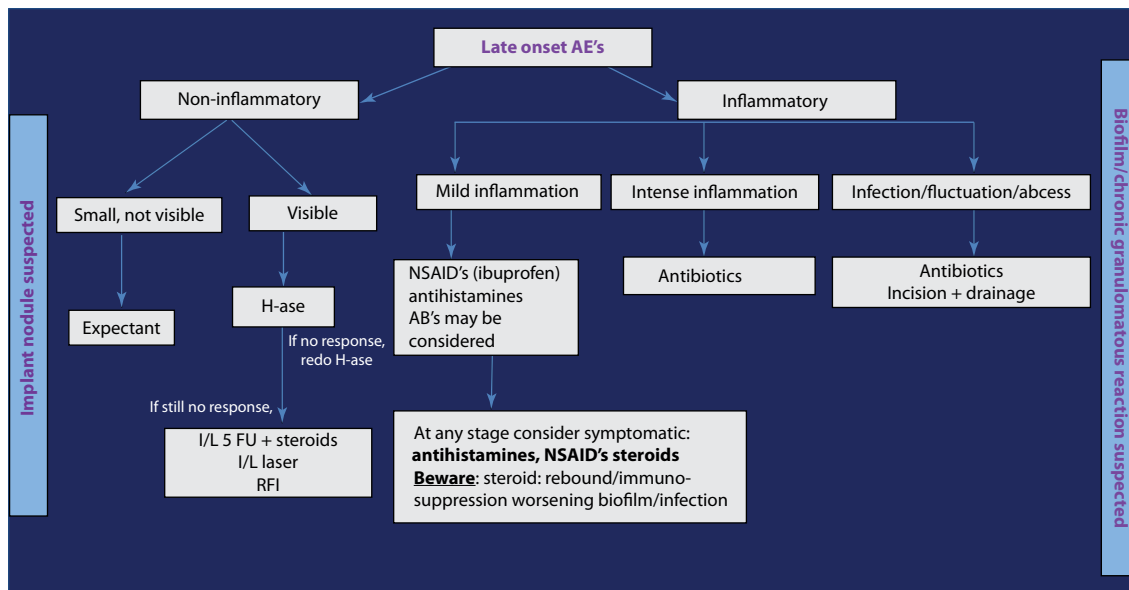 Late onset AE's
Non-inflammatory
Inflammatory
Implant nodule suspected
Biofilm/chronic granulomatous reaction suspected
Small, not visible
Visible
Mild inflammation
Intense inflammation
Infection/fluctuation/abcess
Expectant
H-ase
NSAID's (ibuprofen)
antihistamines
AB's may be
considered
Antibiotics
Antibiotics
Incision + drainage
If no response,
redo H-ase
If still no response,
I/L 5 FU + steroids
I/L laser
RFI
At any stage consider symptomatic:
antihistamines, NSAID's steroids
Beware: steroid: rebound/immuno-
suppression worsening biofilm/infection